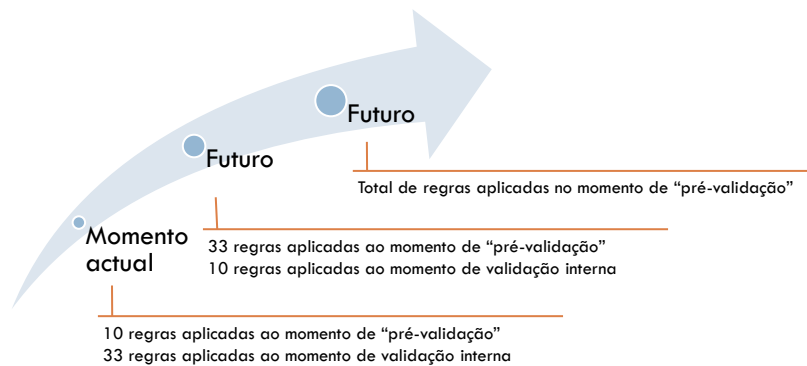 Futuro
Total de regras aplicadas no momento de “pré-validação”
Futuro
33 regras aplicadas ao momento de “pré-validação”
10 regras aplicadas ao momento de validação interna
Momento
actual
10 regras aplicadas ao momento de “pré-validação”
33 regras aplicadas ao momento de validação interna